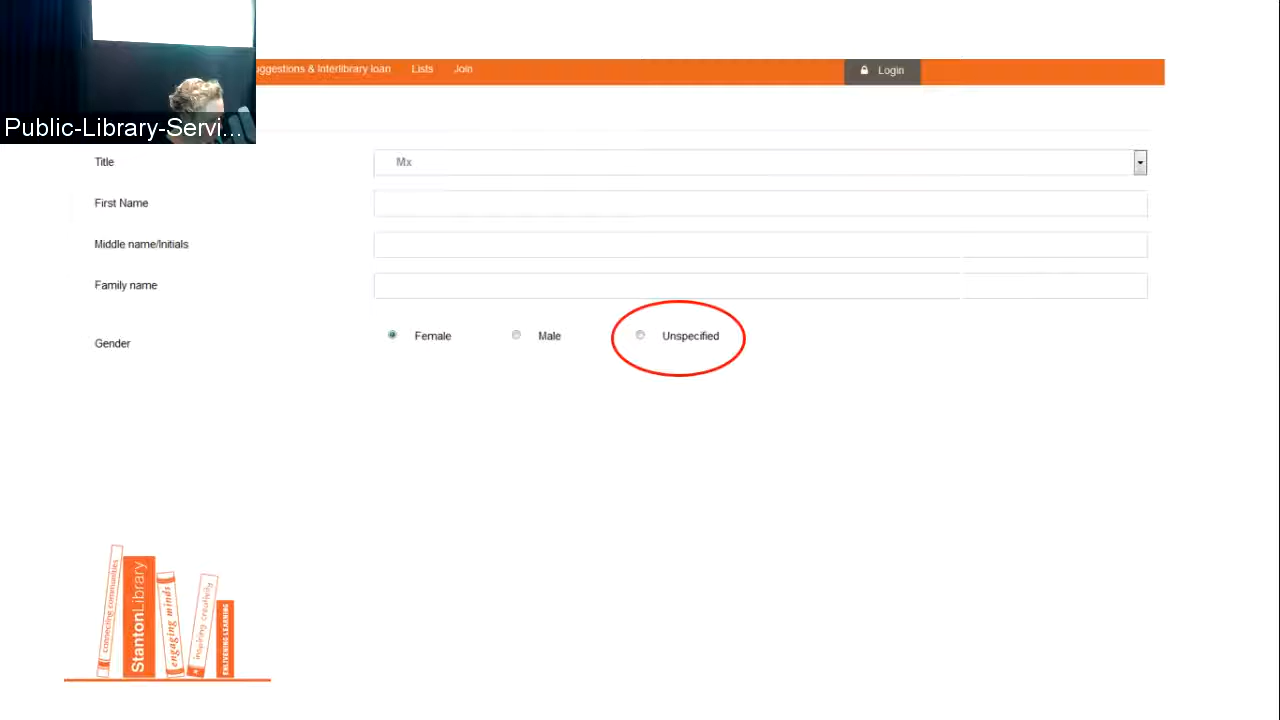 ggestions & Interlibrary loan Lists Join Login
Public-Library-Servi...
Title Mx
First Name
Middle name/Initials
Family name
Gender Female Male Unspecified
connecting communities
StantonLibrary
engaging minds
inspiring creativity
ENLIVENING LEARNING